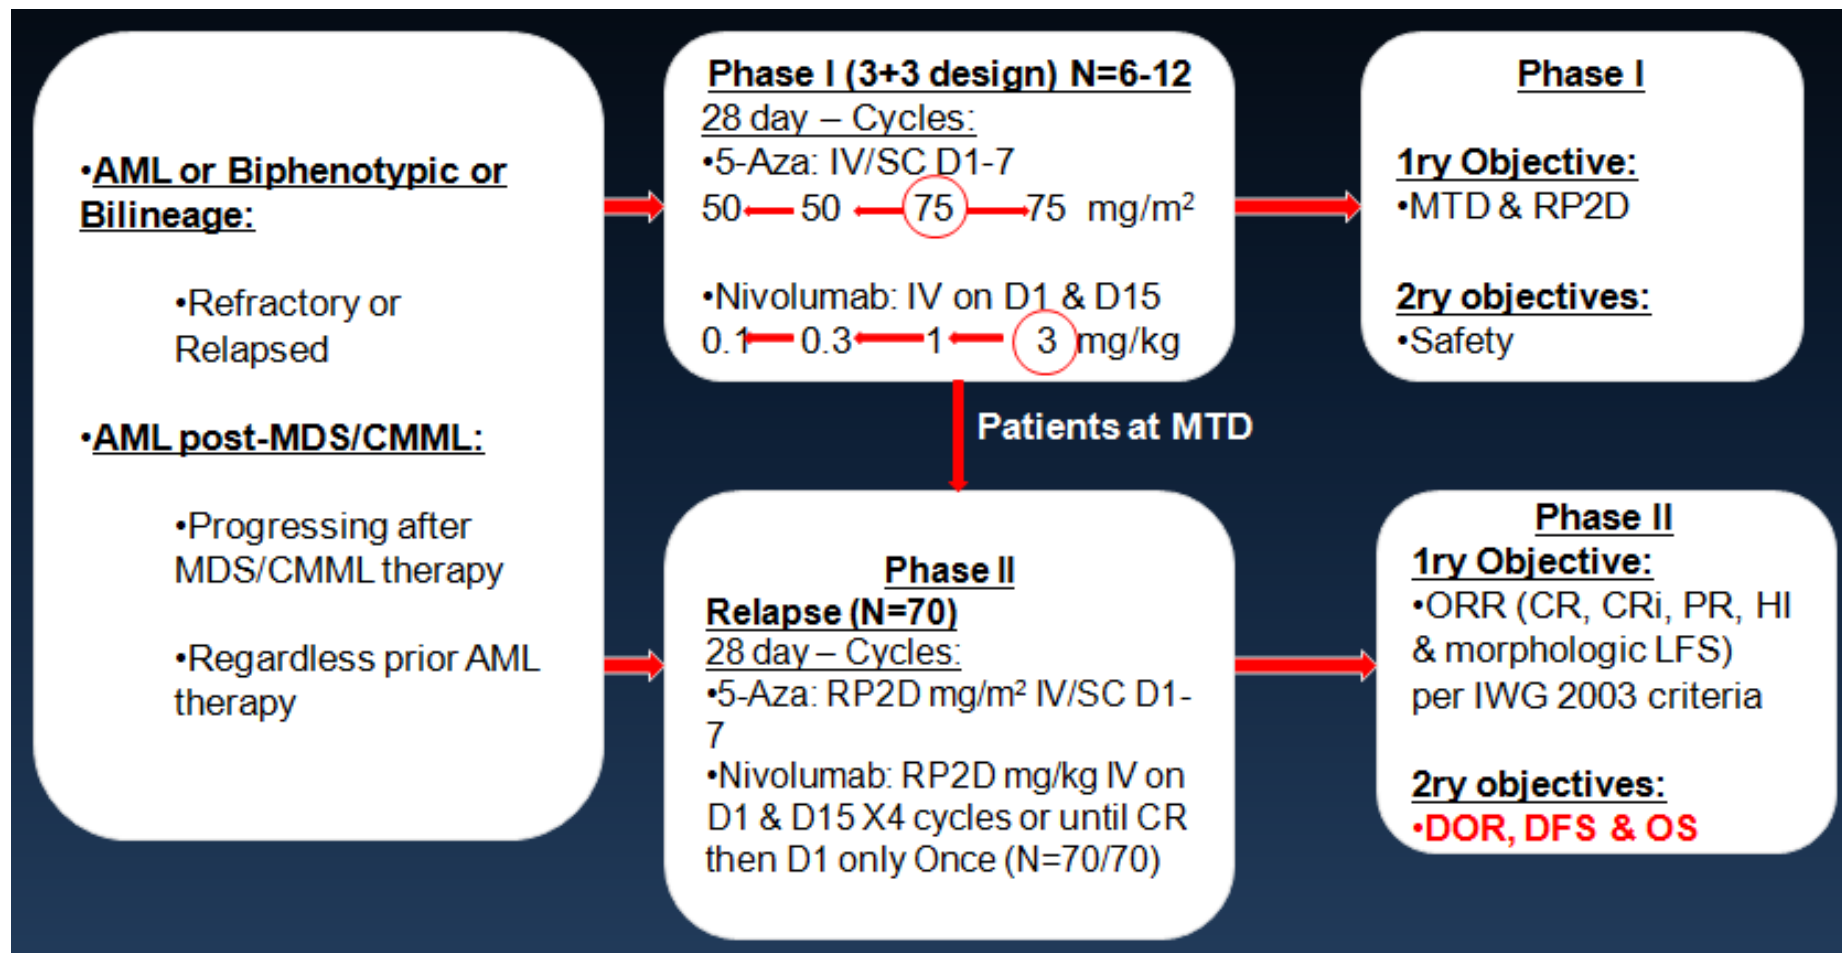 •AML or Biphenotypic or
Bilineage:
•Refractory or
Relapsed
•AML post-MDS/CMML:
•Progressing after
MDS/CMML therapy
•Regardless prior AML
therapy
Phase I (3+3 design) N=6-12
28 day – Cycles:
•5-Aza: IV/SC D1-7
50 50 75 75 mg/m²
•Nivolumab: IV on D1 & D15
0.1 0.3 1 3 mg/kg
Phase I
1ry Objective:
•MTD & RP2D
2ry objectives:
•Safety
Patients at MTD
Phase II
Relapse (N=70)
28 day – Cycles:
•5-Aza: RP2D mg/m² IV/SC D1-
7
•Nivolumab: RP2D mg/kg IV on
D1 & D15 X4 cycles or until CR
then D1 only Once (N=70/70)
Phase II
1ry Objective:
•ORR (CR, CRi, PR, HI
& morphologic LFS)
per IWG 2003 criteria
2ry objectives:
•DOR, DFS & OS